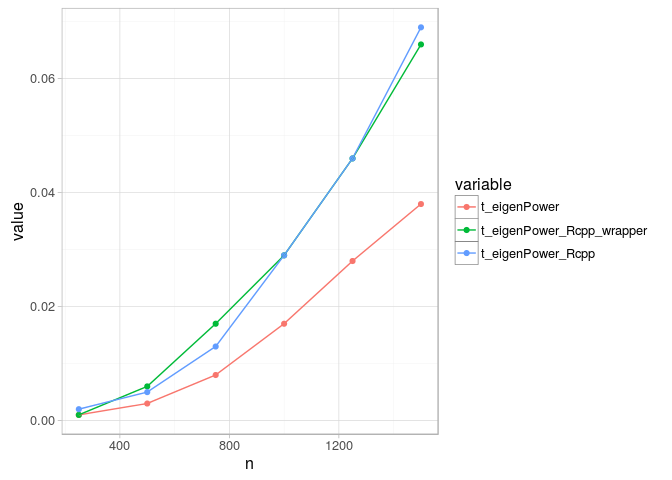 0.06
0.04
0.02
0.00
value
400
800
1200
n
variable
t_eigenPower
t_eigenPower_Rcpp_wrapper
t_eigenPower_Rcpp